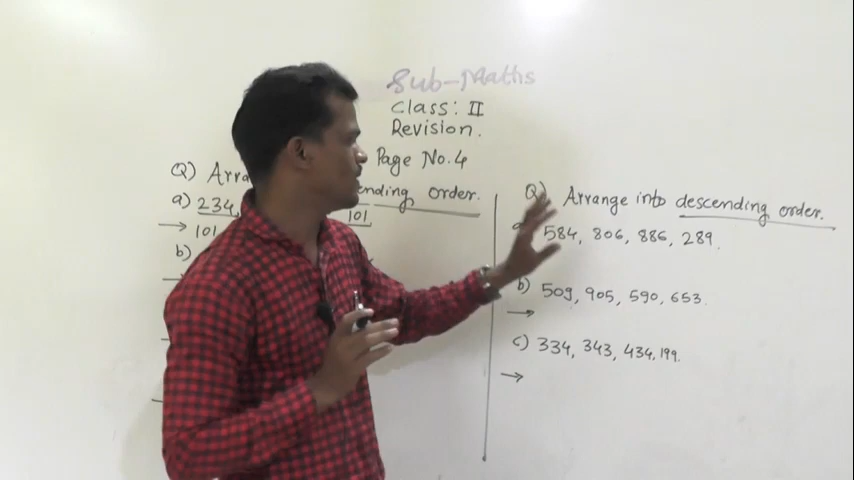 Sub-Maths
Class: II
Revision.
Page No. 4
Q) Arra nding order.
a) 234, 101
101
b)
Q) Arrange into descending order.
584, 806, 886, 289.
b) 509, 905, 590, 653.
→
c) 334, 343, 434, 199.
→